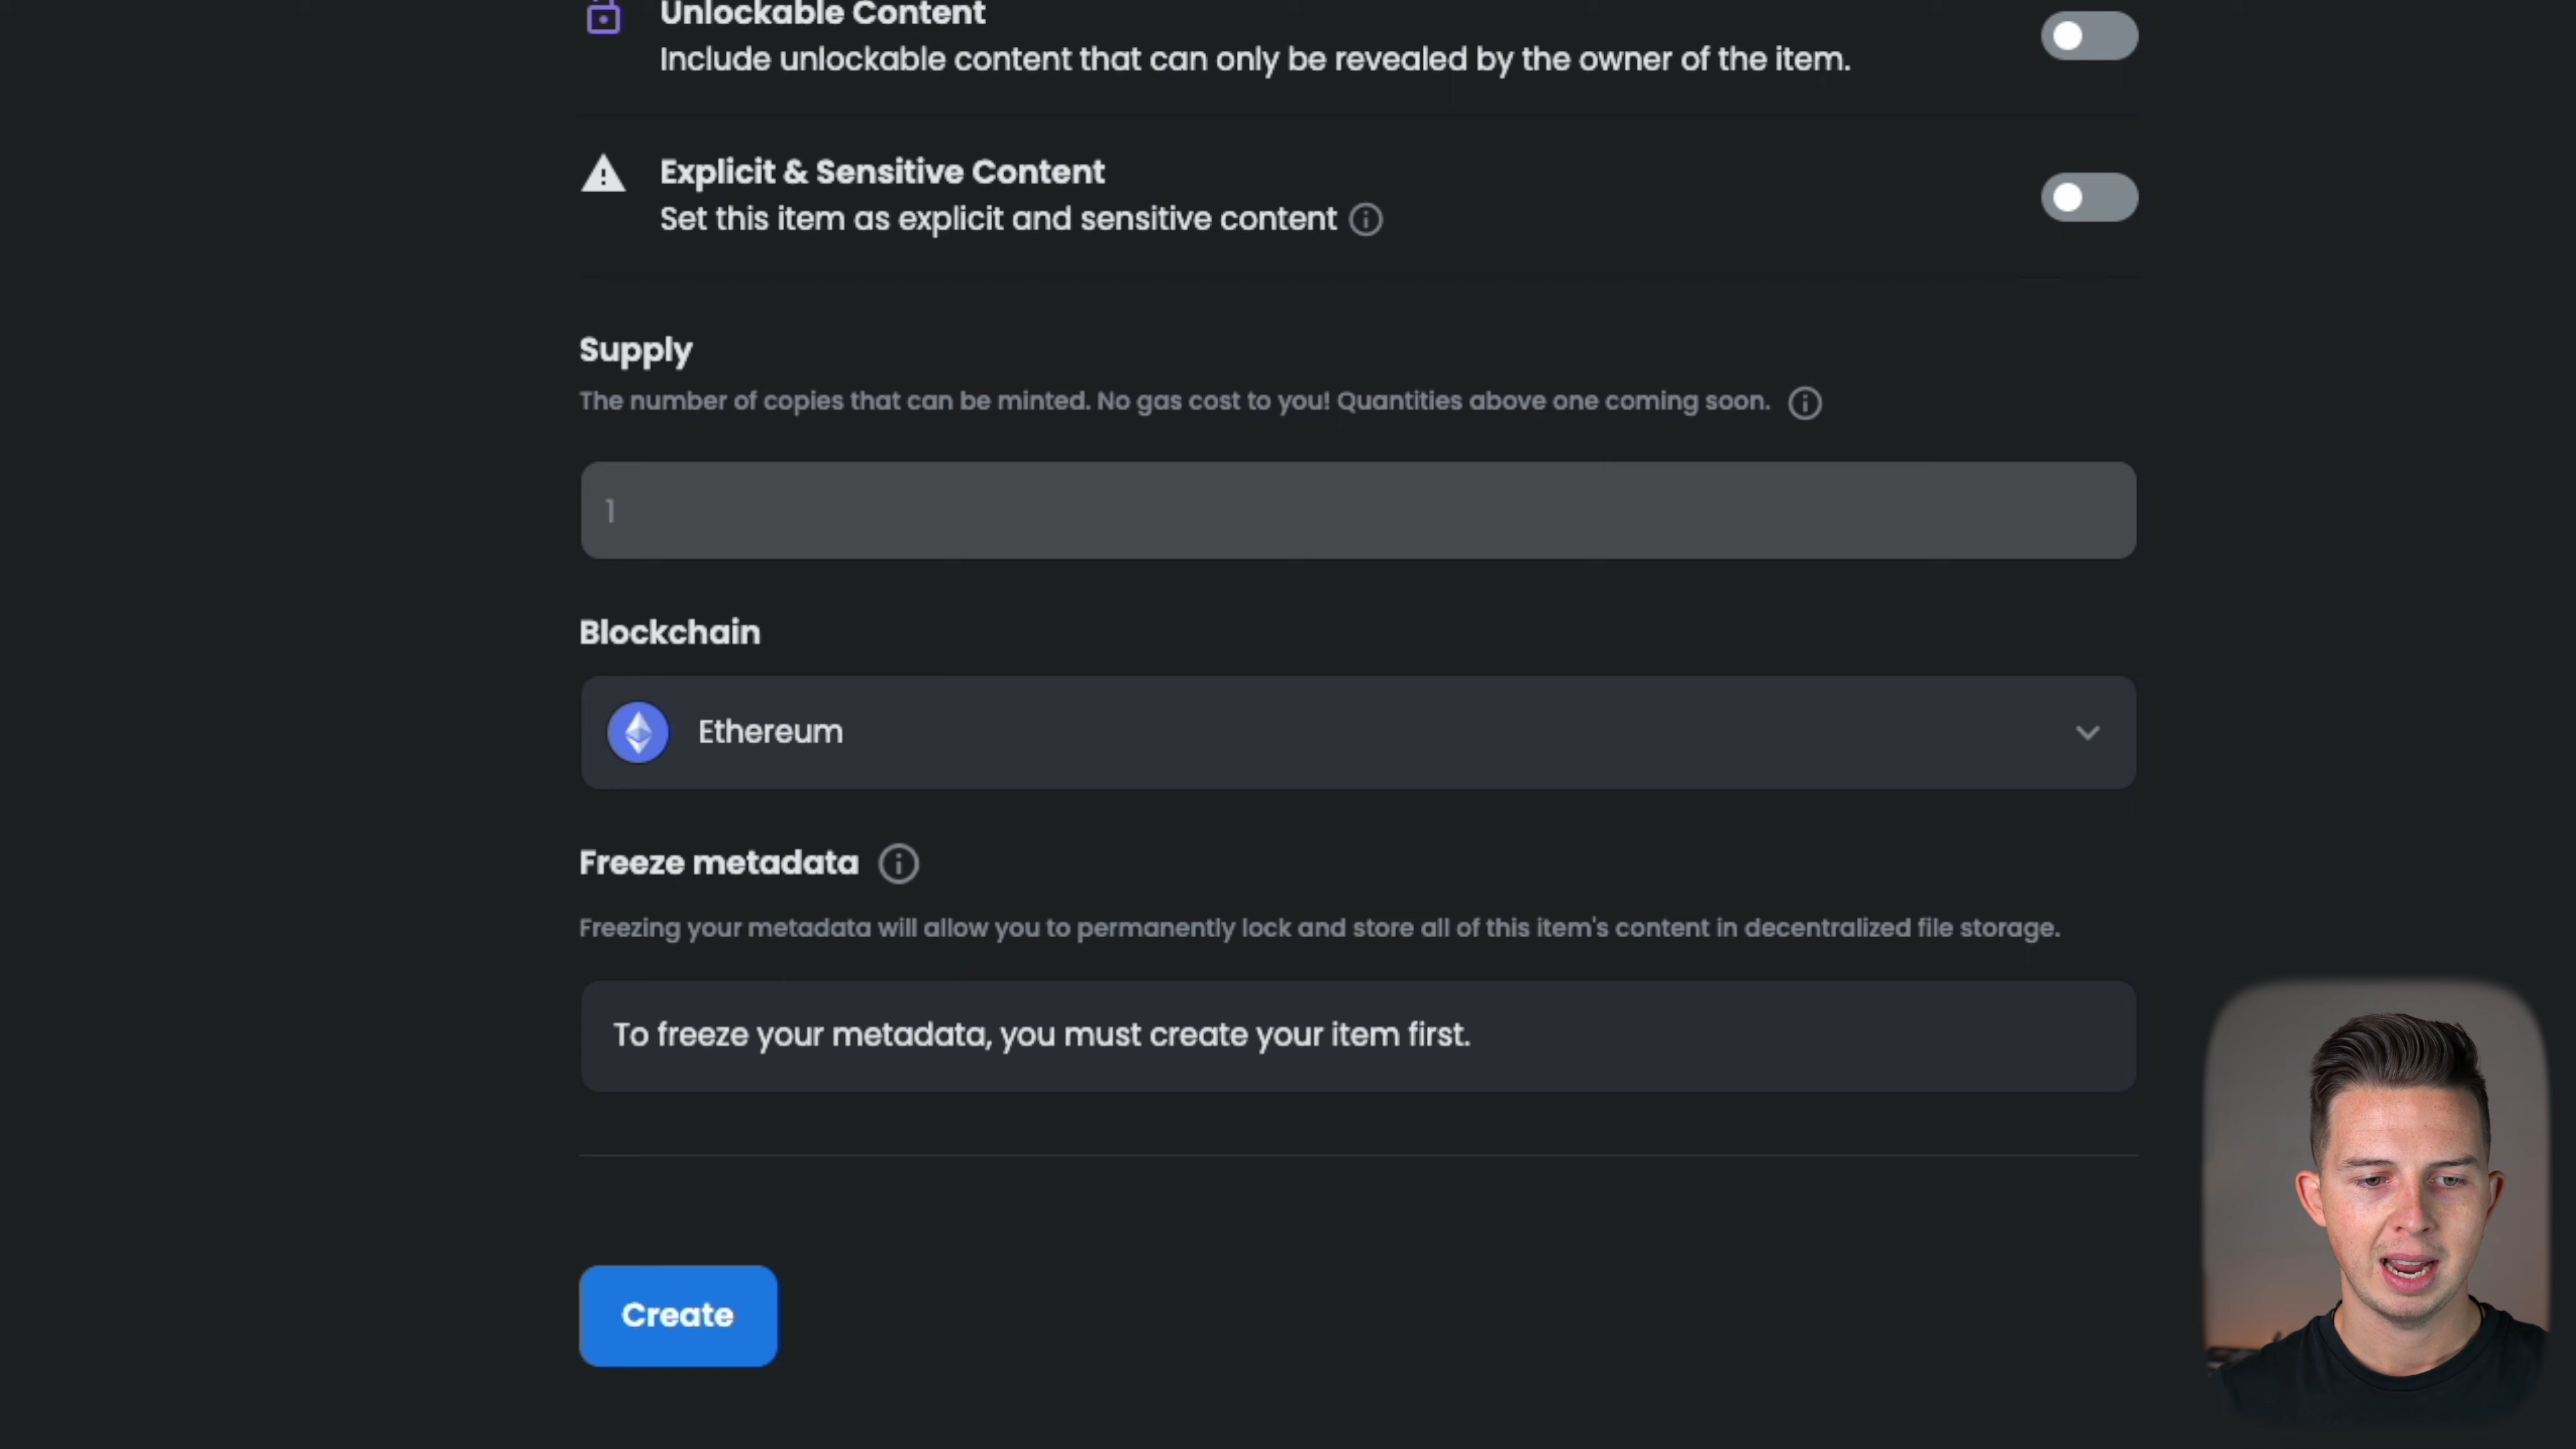 Unlockable Content
Include unlockable content that can only be revealed by the owner of the item.
Explicit & Sensitive Content
Set this item as explicit and sensitive content
Supply
The number of copies that can be minted. No gas cost to you! Quantities above one coming soon.
1
Blockchain
Ethereum
Freeze metadata
Freezing your metadata will allow you to permanently lock and store all of this item's content in decentralized file storage.
To freeze your metadata, you must create your item first.
Create